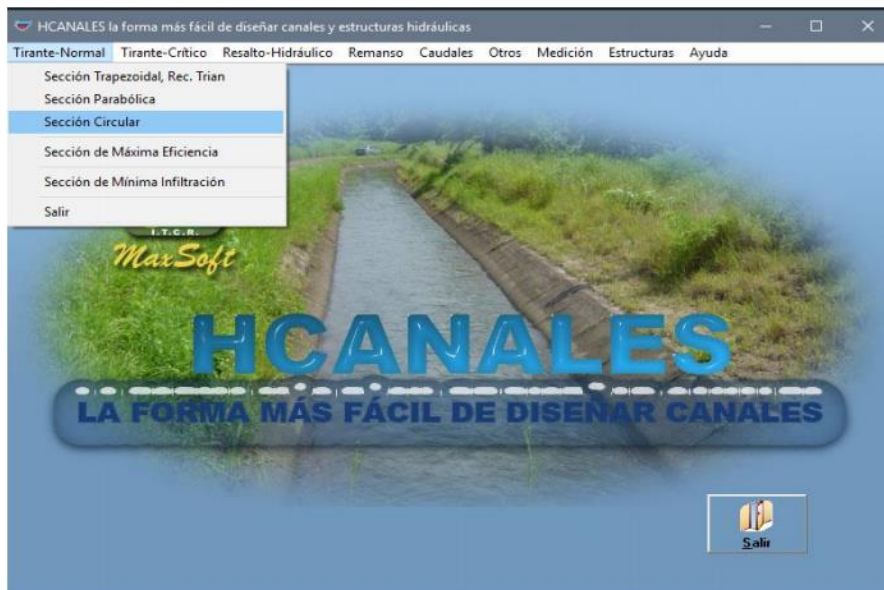 HCANALES la forma más fácil de diseñar canales y estructuras hidráulicas
Tirante-Normal Tirante-Crítico Resalto-Hidráulico Remanso Caudales Otros Medición Estructuras Ayuda
Sección Trapezoidal, Rec. Trian
Sección Parabólica
Sección Circular
Sección de Máxima Eficiencia
Sección de Mínima Infiltración
Salir
I.T.C.R.
MaxSoft
HCANALES
LA FORMA MÁS FÁCIL DE DISEÑAR CANALES
Salir